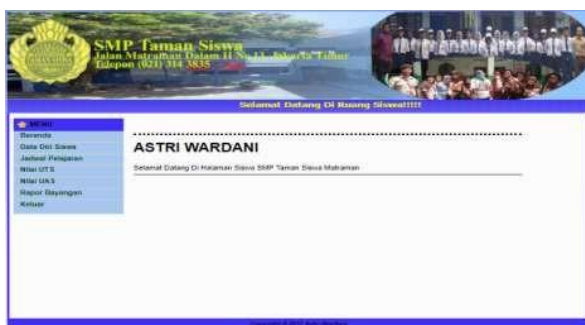 SMP Taman Siswa
Jalan Matraman Dalam II No.13, Jakarta Timur
Telepon (021) 314 3835
Selamat Datang Di Ruang Siswa!!!!!
MENU
Beranda
Data Diri Siswa
Jadwal Pelajaran
Nilai UTS
Nilai UAS
Rapor Bayangan
Keluar
ASTRI WARDANI
Selamat Datang Di Halaman Siswa SMP Taman Siswa Matraman